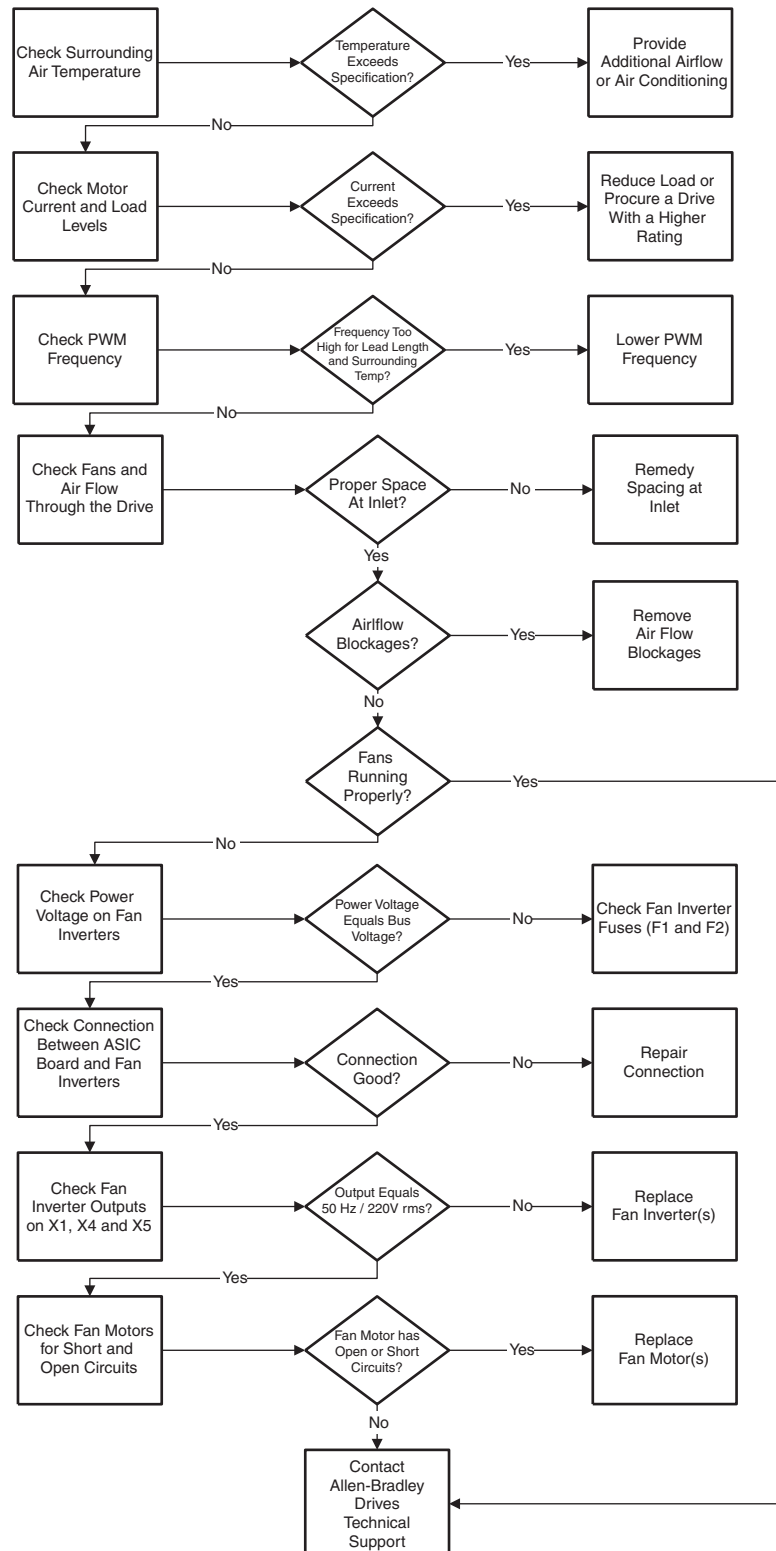 Check Surrounding
Air Temperature
Temperature
Exceeds
Specification?
Yes
Provide
Additional Airflow
or Air Conditioning
No
Check Motor
Current and Load
Levels
Current
Exceeds
Specification?
Yes
Reduce Load or
Procure a Drive
With a Higher
Rating
No
Check PWM
Frequency
Frequency Too
High for Lead Length
and Surrounding
Temp?
Yes
Lower PWM
Frequency
No
Check Fans and
Air Flow
Through the Drive
Proper Space
At Inlet?
No
Remedy
Spacing at
Inlet
Yes
Airlflow
Blockages?
Yes
Remove
Air Flow
Blockages
No
Fans
Running
Properly?
Yes
No
Check Power
Voltage on Fan
Inverters
Power Voltage
Equals Bus
Voltage?
No
Check Fan Inverter
Fuses (F1 and F2)
Yes
Check Connection
Between ASIC
Board and Fan
Inverters
Connection
Good?
No
Repair
Connection
Yes
Check Fan
Inverter Outputs
on X1, X4 and X5
Output Equals
50 Hz / 220V rms?
No
Replace
Fan Inverter(s)
Yes
Check Fan Motors
for Short and
Open Circuits
Fan Motor has
Open or Short
Circuits?
Yes
Replace
Fan Motor(s)
No
Contact
Allen-Bradley
Drives
Technical
Support